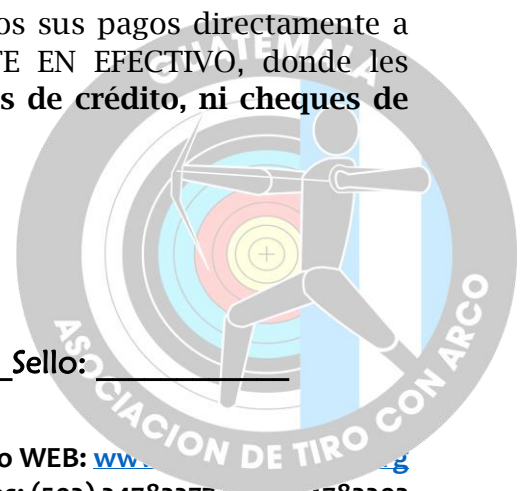 os sus pagos directamente a
TE EN EFECTIVO, donde les
s de crédito, ni cheques de
GUATEMALA
ASOCIACION DE TIRO CON ARCO
Sello:
o WEB: ww